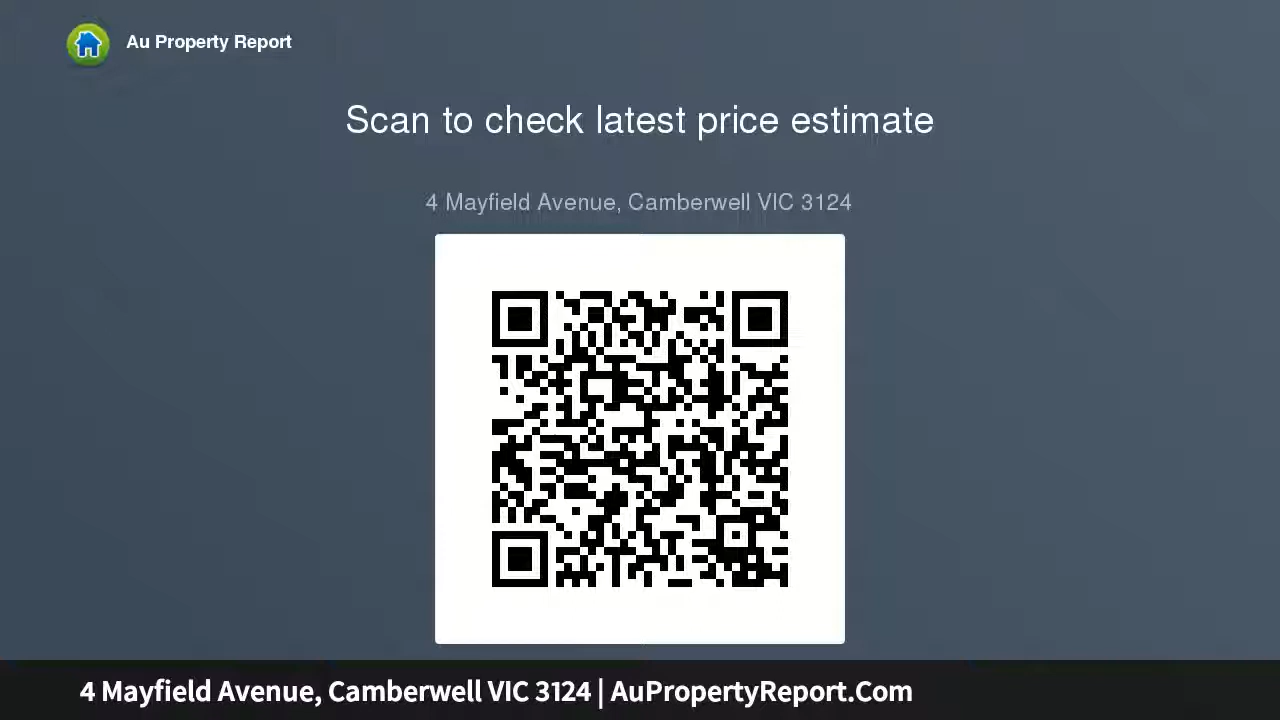 Au Property Report
Scan to check latest price estimate
4 Mayfield Avenue, Camberwell VIC 3124
4 Mayfield Avenue, Camberwell VIC 3124 | AuPropertyReport.Com